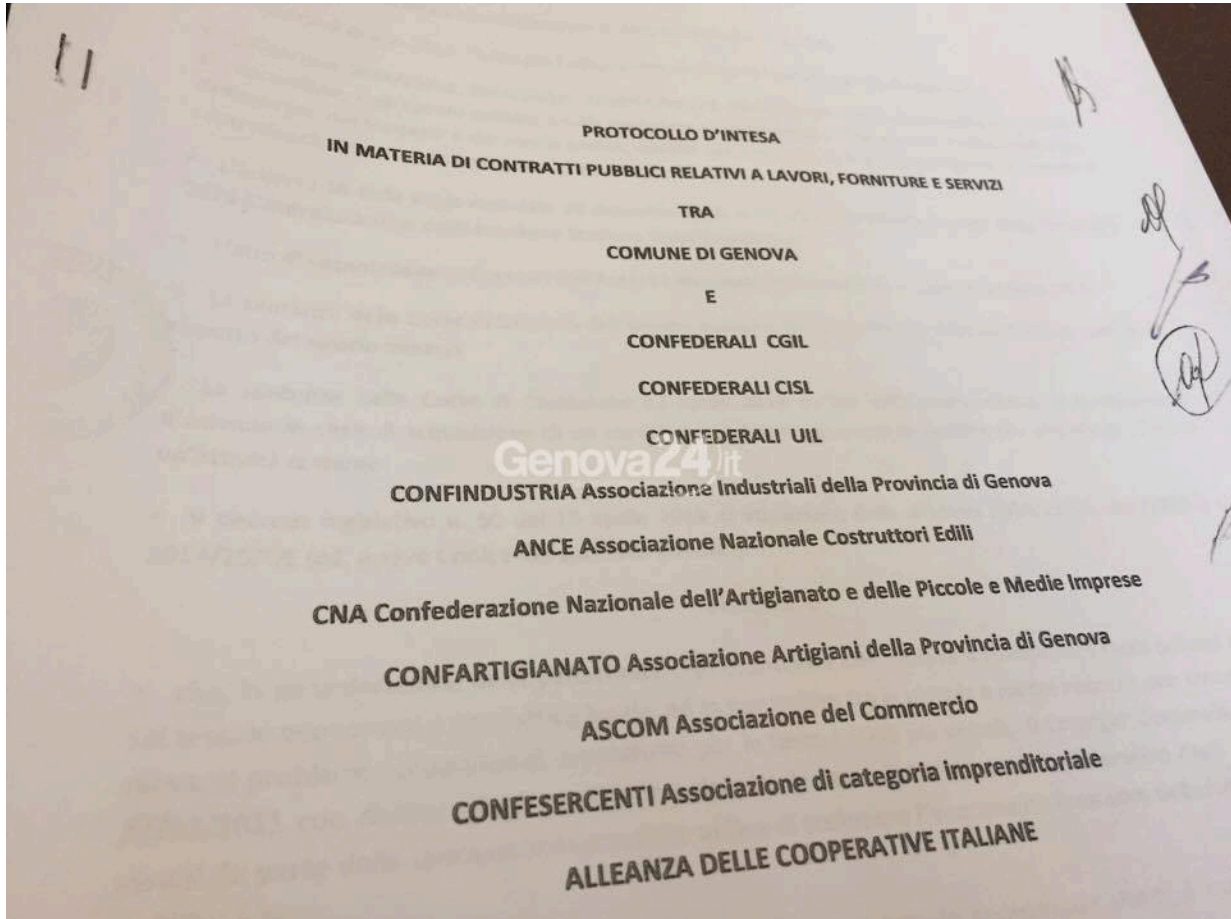 PROTOCOLLO D'INTESA
IN MATERIA DI CONTRATTI PUBBLICI RELATIVI A LAVORI, FORNITURE E SERVIZI
TRA
COMUNE DI GENOVA
E
CONFEDERALI CGIL
CONFEDERALI CISL
CONFEDERALI UIL
Genova24.it
CONFINDUSTRIA Associazione Industriali della Provincia di Genova
ANCE Associazione Nazionale Costruttori Edili
CNA Confederazione Nazionale dell'Artigianato e delle Piccole e Medie Imprese
CONFARTIGIANATO Associazione Artigiani della Provincia di Genova
ASCOM Associazione del Commercio
CONFESERCENTI Associazione di categoria imprenditoriale
ALLEANZA DELLE COOPERATIVE ITALIANE